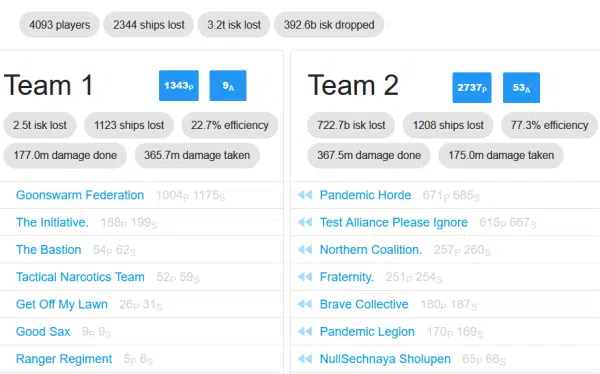 4093 players 2344 ships lost 3.2t isk lost 392.6b isk dropped
Team 1 1343P 9A
2.5t isk lost 1123 ships lost 22.7% efficiency
177.0m damage done 365.7m damage taken
Goonswarm Federation 1004P 1175S
The Initiative. 188P 199S
The Bastion 54P 62S
Tactical Narcotics Team 52P 59S
Get Off My Lawn 26P 31S
Good Sax 9P 9S
Ranger Regiment 5P 6S
Team 2 2737P 53A
722.7b isk lost 1208 ships lost 77.3% efficiency
367.5m damage done 175.0m damage taken
Pandemic Horde 671P 685S
Test Alliance Please Ignore 615P 667S
Northern Coalition. 257P 260S
Fraternity. 251P 254S
Brave Collective 180P 187S
Pandemic Legion 170P 169S
NullSechnaya Sholupen 65P 66S